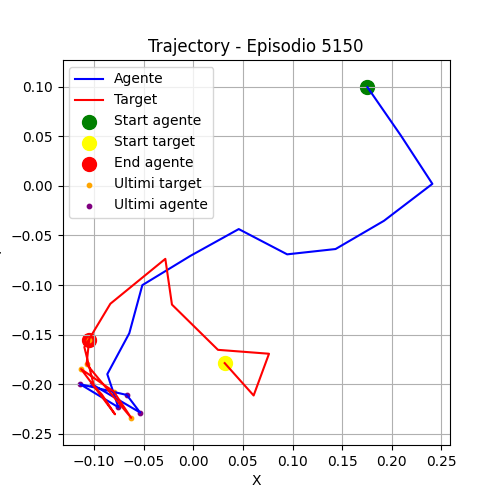 Trajectory - Episodio 5150
Agente
Target
Start agente
Start target
End agente
Ultimi target
Ultimi agente
0.10
0.05
0.00
−0.05
−0.10
−0.15
−0.20
−0.25
−0.10 −0.05 0.00 0.05 0.10 0.15 0.20 0.25
X